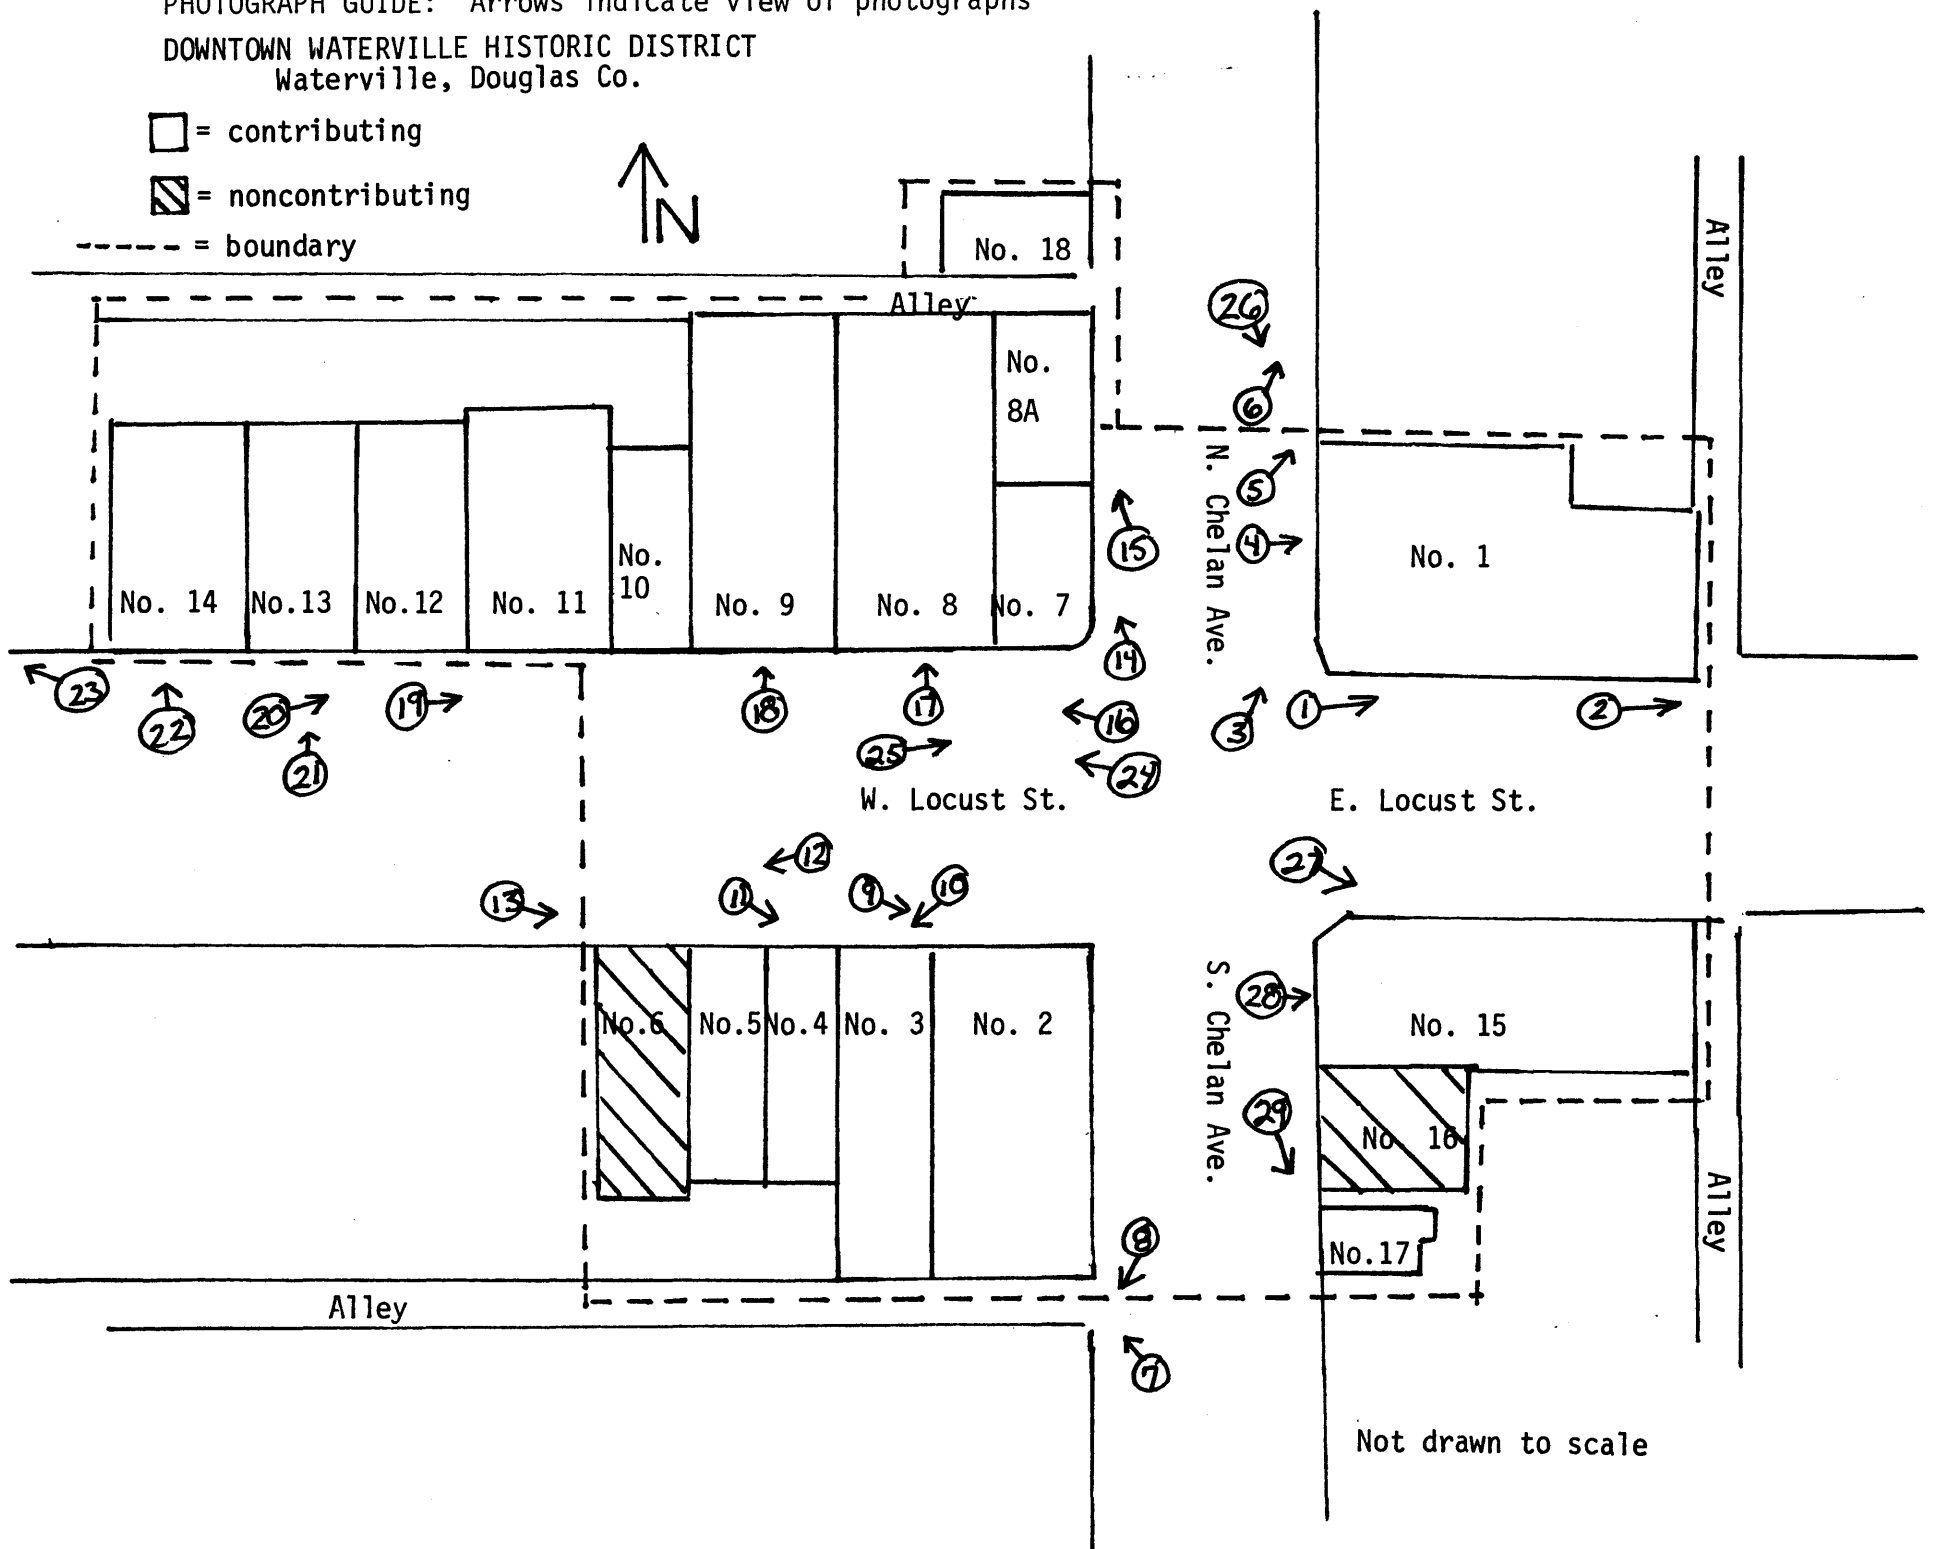 PHOTOGRAPH GUIDE: Arrows indicate view of photographs
DOWNTOWN WATERVILLE HISTORIC DISTRICT
Waterville, Douglas Co.
= contributing
= noncontributing
= boundary
N
No. 18
Alley
Alley
26
6
No.
8A
5
N. Chelan Ave.
4
15
No. 1
No.
10
No. 14
No.13
No.12
No. 11
No. 9
No. 8
No. 7
14
23
22
20
21
19
18
17
16
25
24
3
1
2
W. Locust St.
E. Locust St.
12
27
13
11
9
10
28
S. Chelan Ave.
No.6
No.5
No.4
No. 3
No. 2
No. 15
29
No. 16
Alley
8
No.17
Alley
7
Not drawn to scale